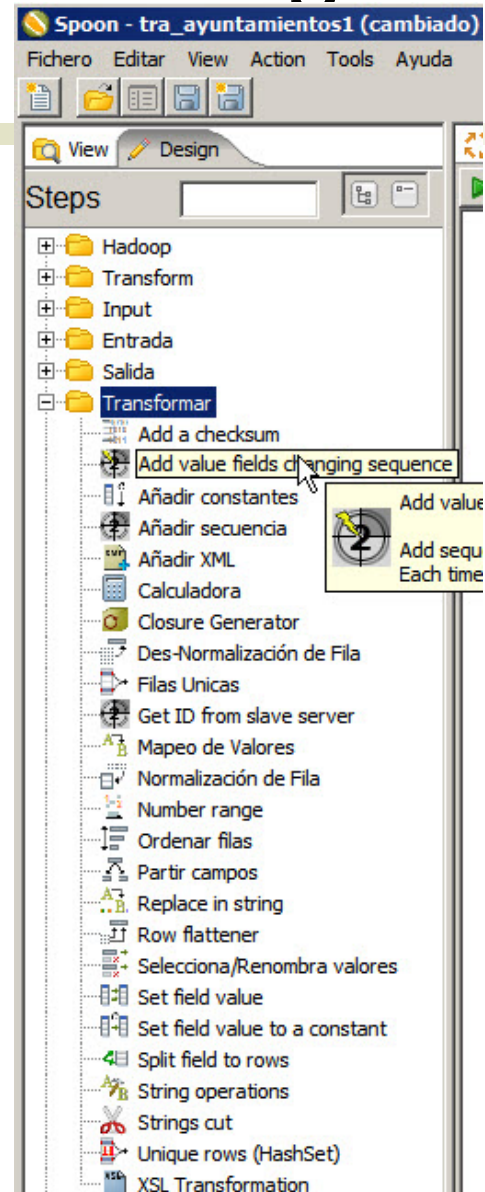 Spoon - tra_ayuntamientos1 (cambiado)
Fichero Editar View Action Tools Ayuda
View Design
Steps
Hadoop
Transform
Input
Entrada
Salida
Transformar
Add a checksum
Add value fields changing sequence
Añadir constantes
Add value
Añadir secuencia
Add sequ
Añadir XML
Each time
Calculadora
Closure Generator
Des-Normalización de Fila
Filas Unicas
Get ID from slave server
Mapeo de Valores
Normalización de Fila
Number range
Ordenar filas
Partir campos
Replace in string
Row flattener
Selecciona/Renombra valores
Set field value
Set field value to a constant
Split field to rows
String operations
Strings cut
Unique rows (HashSet)
XSL Transformation